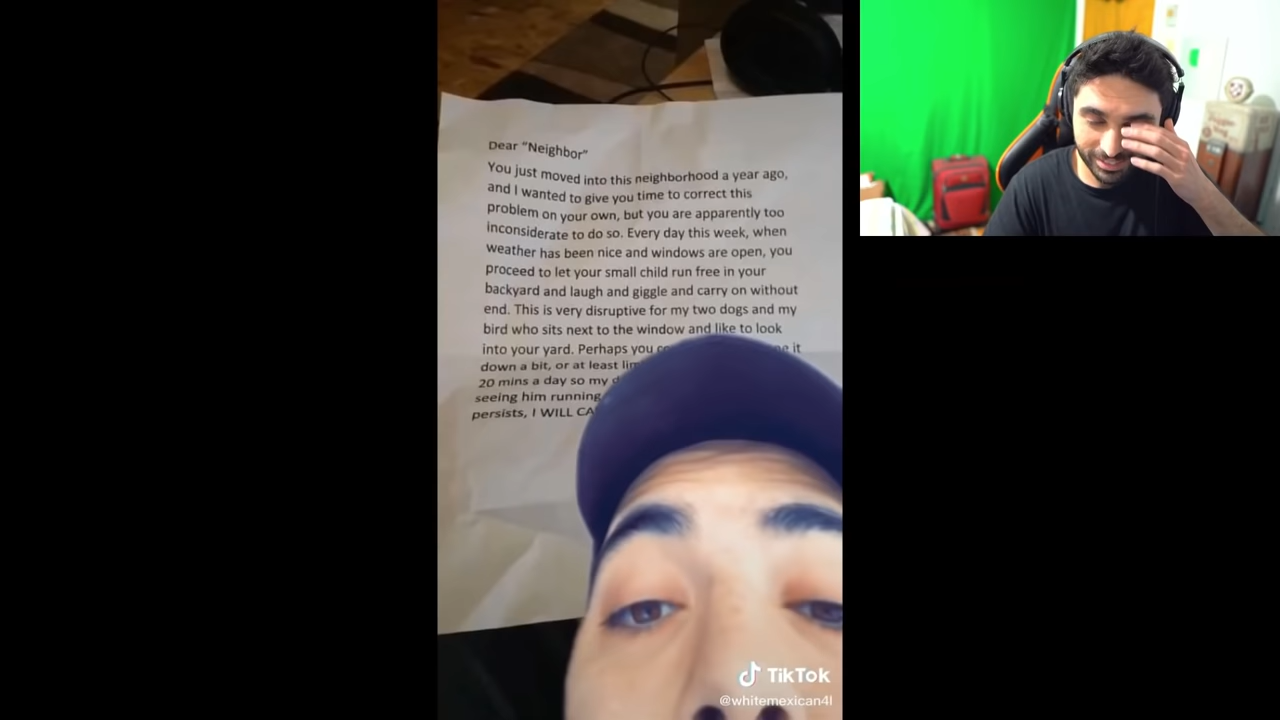 Dear "Neighbor"
You just moved into this neighborhood a year ago,
and I wanted to give you time to correct this
problem on your own, but you are apparently too
inconsiderate to do so. Every day this week, when
weather has been nice and windows are open, you
proceed to let your small child run free in your
backyard and laugh and giggle and carry on without
end. This is very disruptive for my two dogs and my
bird who sits next to the window and like to look
into your yard. Perhaps you it
down a bit, or at least
20 mins a day so my
seeing him running
persists, I WILL
TikTok
@whitemexican4l